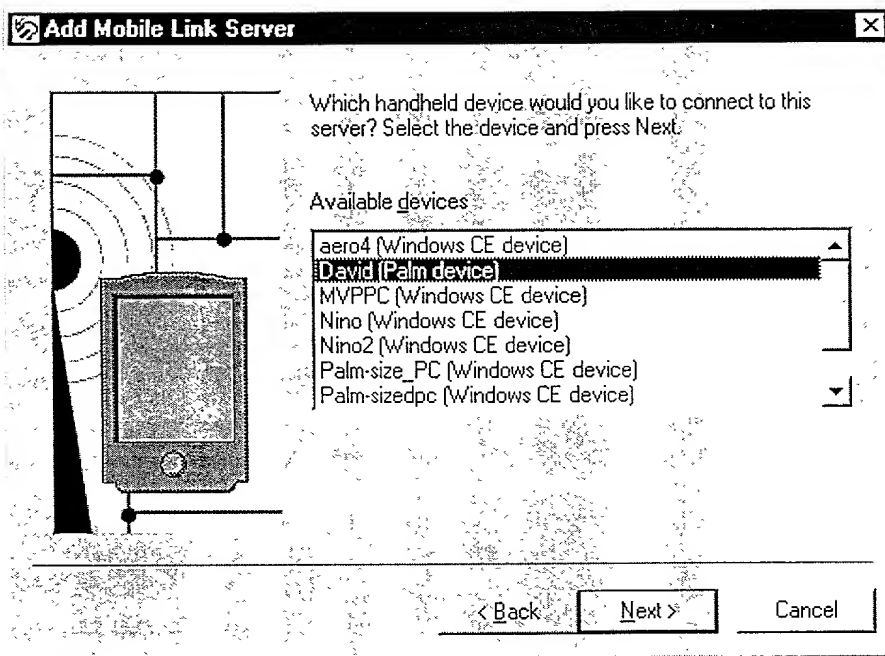 Add Mobile Link Server
Which handheld device would you like to connect to this
server? Select the device and press Next.
Available devices
aero4 (Windows CE device)
David (Palm device)
MVPPC (Windows CE device)
Nino (Windows CE device)
Nino2 (Windows CE device)
Palm-size_PC (Windows CE device)
Palm-sizedpc (Windows CE device)
< Back
Next >
Cancel